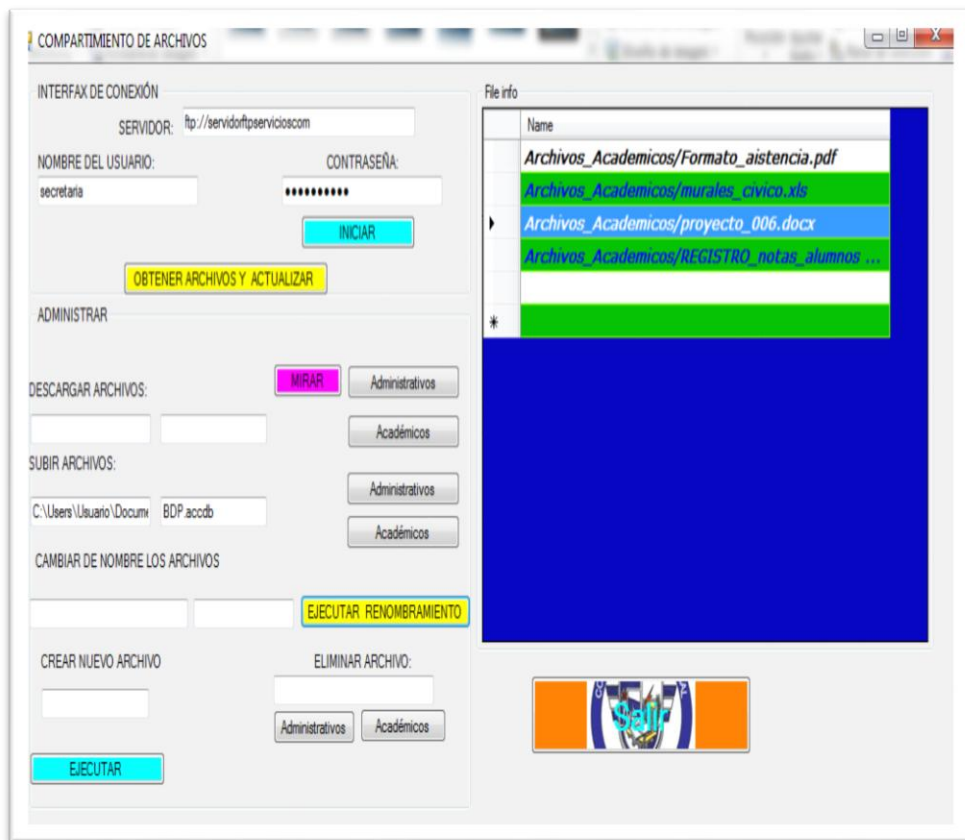 COMPARTIMIENTO DE ARCHIVOS
INTERFAX DE CONEXIÓN
SERVIDOR: ftp://servidorftpservicioscom
NOMBRE DEL USUARIO: CONTRASEÑA:
secretaria ●●●●●●●●●●
INICIAR
OBTENER ARCHIVOS Y ACTUALIZAR
ADMINISTRAR
MIRAR Administrativos
DESCARGAR ARCHIVOS:
Académicos
SUBIR ARCHIVOS:
Administrativos
C:\Users\Usuario\Docume BDP.accdb
Académicos
CAMBIAR DE NOMBRE LOS ARCHIVOS
EJECUTAR RENOMBRAMIENTO
CREAR NUEVO ARCHIVO ELIMINAR ARCHIVO:
Administrativos Académicos
EJECUTAR
File info
Name
Archivos_Academicos/Formato_aistencia.pdf
Archivos_Academicos/murales_civico.xls
Archivos_Academicos/proyecto_006.docx
Archivos_Academicos/REGISTRO_notas_alumnos ...
Salir